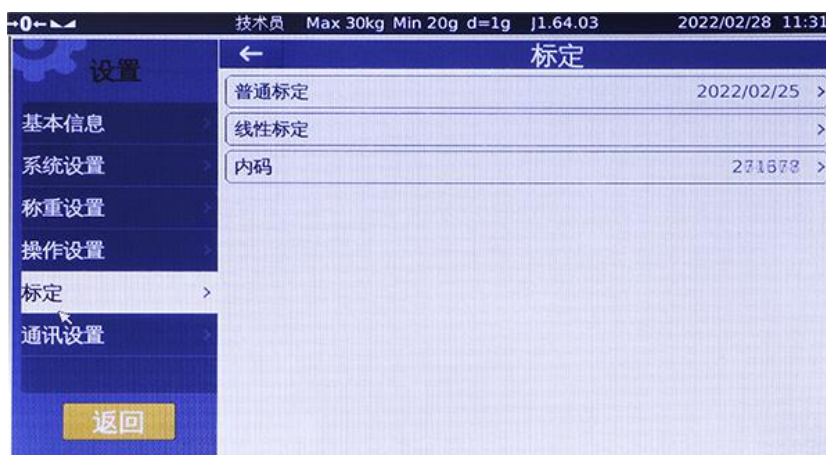 →0← 技术员 Max 30kg Min 20g d=1g J1.64.03 2022/02/28 11:31
设置
← 标定
普通标定 2022/02/25 >
基本信息 >
线性标定 >
系统设置 >
内码 >
称重设置 >
操作设置 >
标定 >
通讯设置 >
返回